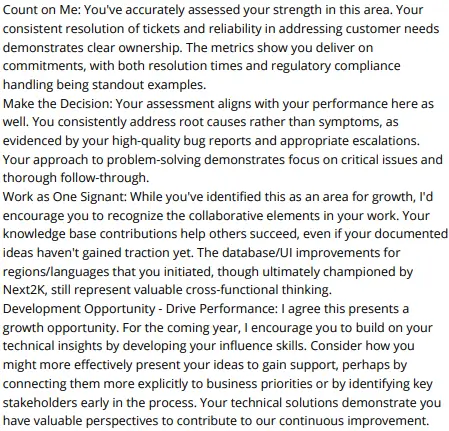 Count on Me: You've accurately assessed your strength in this area. Your
consistent resolution of tickets and reliability in addressing customer needs
demonstrates clear ownership. The metrics show you deliver on
commitments, with both resolution times and regulatory compliance
handling being standout examples.
Make the Decision: Your assessment aligns with your performance here as
well. You consistently address root causes rather than symptoms, as
evidenced by your high-quality bug reports and appropriate escalations.
Your approach to problem-solving demonstrates focus on critical issues and
thorough follow-through.
Work as One Signant: While you've identified this as an area for growth, I'd
encourage you to recognize the collaborative elements in your work. Your
knowledge base contributions help others succeed, even if your documented
ideas haven't gained traction yet. The database/UI improvements for
regions/languages that you initiated, though ultimately championed by
Next2K, still represent valuable cross-functional thinking.
Development Opportunity - Drive Performance: I agree this presents a
growth opportunity. For the coming year, I encourage you to build on your
technical insights by developing your influence skills. Consider how you
might more effectively present your ideas to gain support, perhaps by
connecting them more explicitly to business priorities or by identifying key
stakeholders early in the process. Your technical solutions demonstrate you
have valuable perspectives to contribute to our continuous improvement.